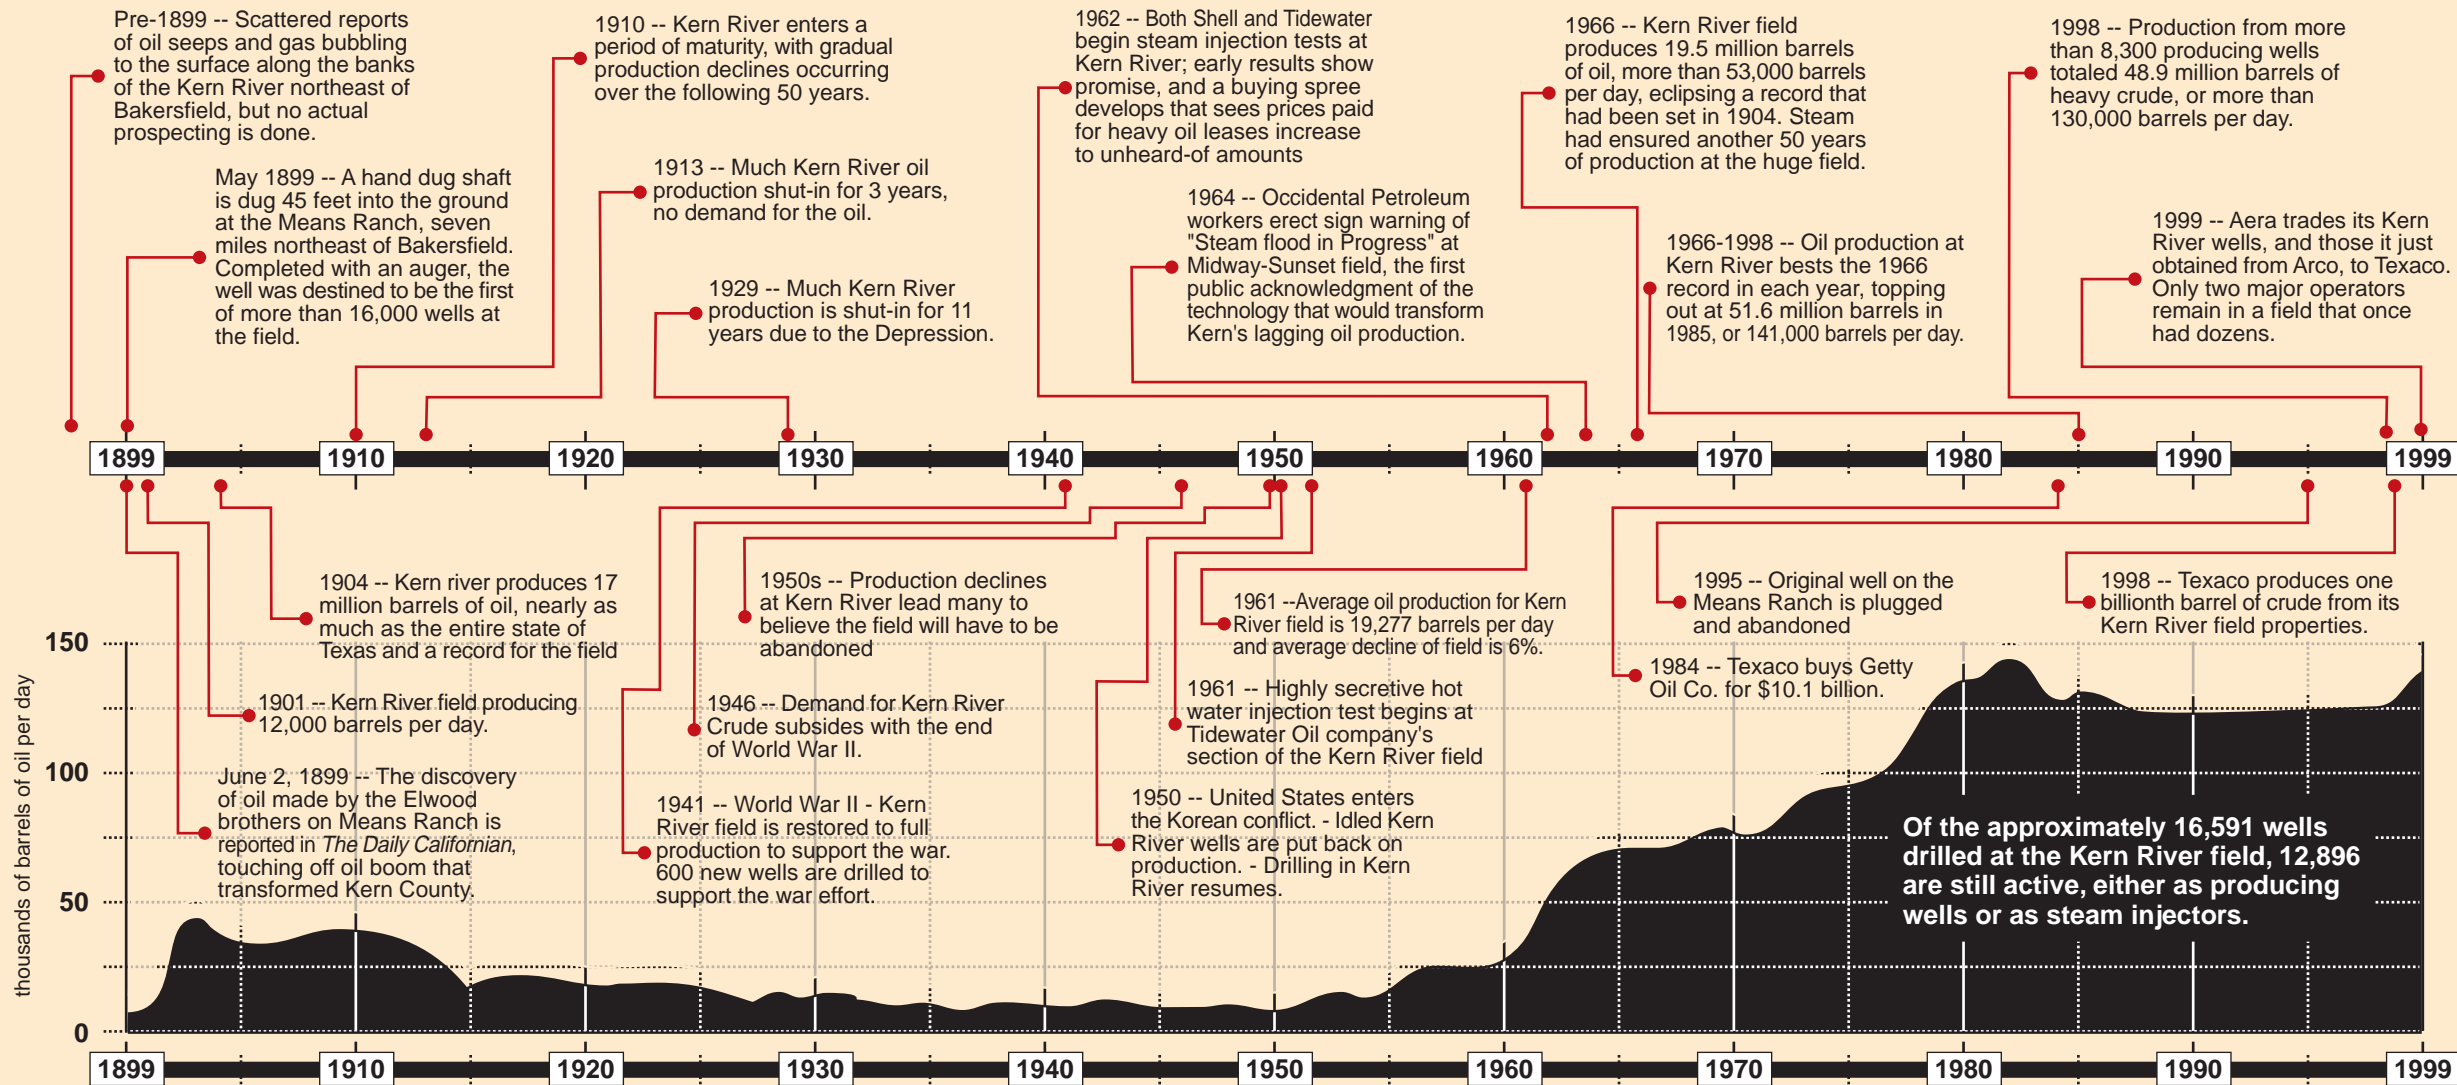 Pre-1899 -- Scattered reports
of oil seeps and gas bubbling
to the surface along the banks
of the Kern River northeast of
Bakersfield, but no actual
prospecting is done.
May 1899 -- A hand dug shaft
is dug 45 feet into the ground
at the Means Ranch, seven
miles northeast of Bakersfield.
Completed with an auger, the
well was destined to be the first
of more than 16,000 wells at
the field.
1910 -- Kern River enters a
period of maturity, with gradual
production declines occurring
over the following 50 years.
1913 -- Much Kern River oil
production shut-in for 3 years,
no demand for the oil.
1929 -- Much Kern River
production is shut-in for 11
years due to the Depression.
1962 -- Both Shell and Tidewater
begin steam injection tests at
Kern River; early results show
promise, and a buying spree
develops that sees prices paid
for heavy oil leases increase
to unheard-of amounts
1964 -- Occidental Petroleum
workers erect sign warning of
"Steam flood in Progress" at
Midway-Sunset field, the first
public acknowledgment of the
technology that would transform
Kern's lagging oil production.
1966 -- Kern River field
produces 19.5 million barrels
of oil, more than 53,000 barrels
per day, eclipsing a record that
had been set in 1904. Steam
had ensured another 50 years
of production at the huge field.
1966-1998 -- Oil production at
Kern River bests the 1966
record in each year, topping
out at 51.6 million barrels in
1985, or 141,000 barrels per day.
1998 -- Production from more
than 8,300 producing wells
totaled 48.9 million barrels of
heavy crude, or more than
130,000 barrels per day.
1999 -- Aera trades its Kern
River wells, and those it just
obtained from Arco, to Texaco.
Only two major operators
remain in a field that once
had dozens.
1899 1910 1920 1930 1940 1950 1960 1970 1980 1990 1999
1904 -- Kern river produces 17
million barrels of oil, nearly as
much as the entire state of
Texas and a record for the field
1901 -- Kern River field producing
12,000 barrels per day.
June 2, 1899 -- The discovery
of oil made by the Elwood
brothers on Means Ranch is
reported in The Daily Californian,
touching off oil boom that
transformed Kern County.
1950s -- Production declines
at Kern River lead many to
believe the field will have to be
abandoned
1946 -- Demand for Kern River
Crude subsides with the end
of World War II.
1941 -- World War II - Kern
River field is restored to full
production to support the war.
600 new wells are drilled to
support the war effort.
1961 --Average oil production for Kern
River field is 19,277 barrels per day
and average decline of field is 6%.
1961 -- Highly secretive hot
water injection test begins at
Tidewater Oil company's
section of the Kern River field
1950 -- United States enters
the Korean conflict. - Idled Kern
River wells are put back on
production. - Drilling in Kern
River resumes.
1995 -- Original well on the
Means Ranch is plugged
and abandoned
1984 -- Texaco buys Getty
Oil Co. for $10.1 billion.
1998 -- Texaco produces one
billionth barrel of crude from its
Kern River field properties.
Of the approximately 16,591 wells
drilled at the Kern River field, 12,896
are still active, either as producing
wells or as steam injectors.
thousands of barrels of oil per day
150
100
50
0
1899 1910 1920 1930 1940 1950 1960 1970 1980 1990 1999